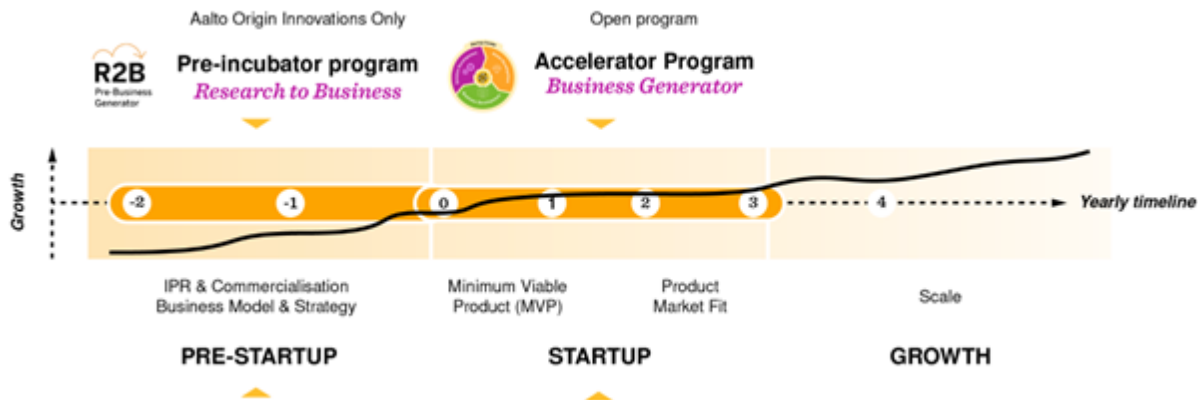 Aalto Origin Innovations Only
Open program
R2B
Pre-Business
Generator
Pre-incubator program
Research to Business
Accelerator Program
Business Generator
Growth
-2
-1
0
1
2
3
4
Yearly timeline
IPR & Commercialisation
Business Model & Strategy
Minimum Viable
Product (MVP)
Product
Market Fit
Scale
PRE-STARTUP
STARTUP
GROWTH